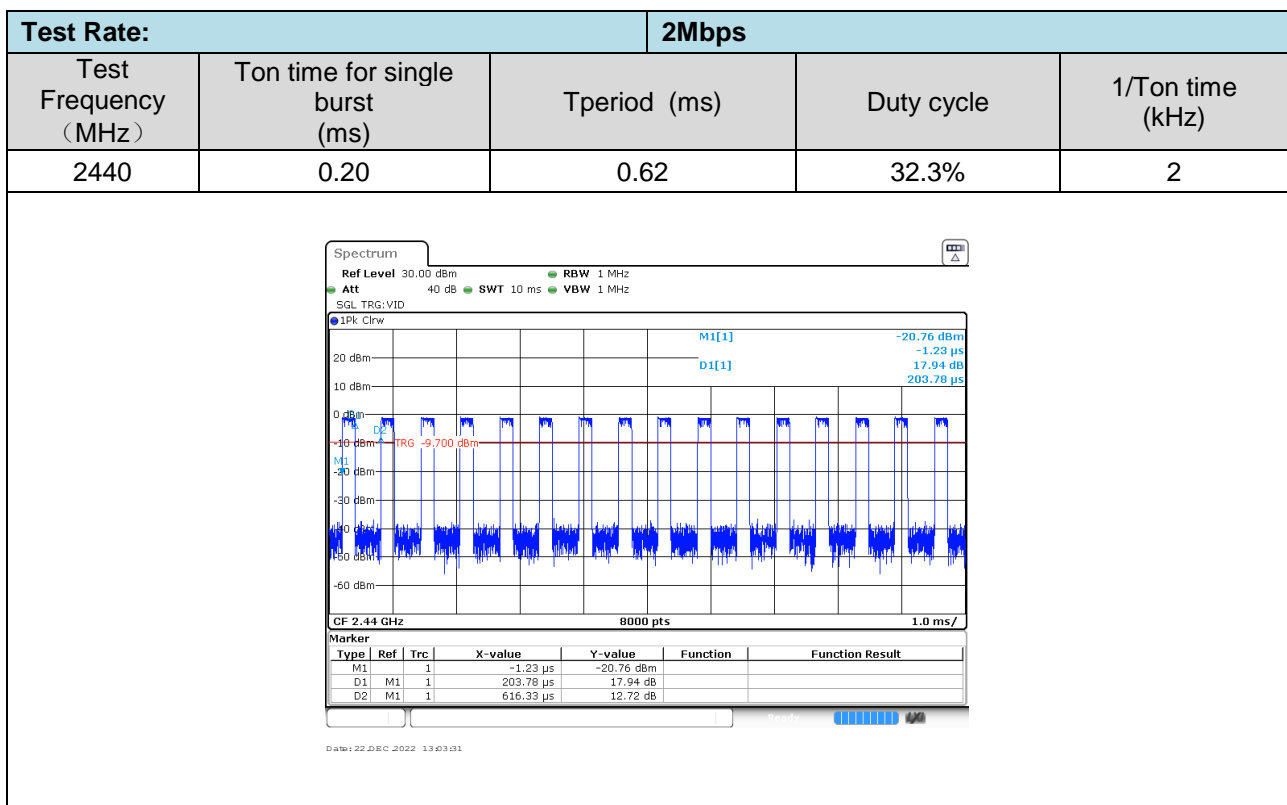 Test Rate: 2Mbps
Test Frequency （MHz） Ton time for single burst (ms) Tperiod (ms) Duty cycle 1/Ton time (kHz)
2440 0.20 0.62 32.3% 2
Spectrum
Ref Level 30.00 dBm RBW 1 MHz
Att 40 dB SWT 10 ms VBW 1 MHz
SGL TRG:VID
1Pk Clrw
M1[1] -20.76 dBm
-1.23 µs
20 dBm
D1[1] 17.94 dB
203.78 µs
10 dBm
0 dBm
D2
-10 dBm TRG -9.700 dBm
M1
-20 dBm
-30 dBm
-40 dBm
-50 dBm
-60 dBm
CF 2.44 GHz 8000 pts 1.0 ms/
Marker
Type Ref Trc X-value Y-value Function Function Result
M1 1 -1.23 µs -20.76 dBm
D1 M1 1 203.78 µs 17.94 dB
D2 M1 1 616.33 µs 12.72 dB
Ready
Date: 22.DEC.2022 13:03:31